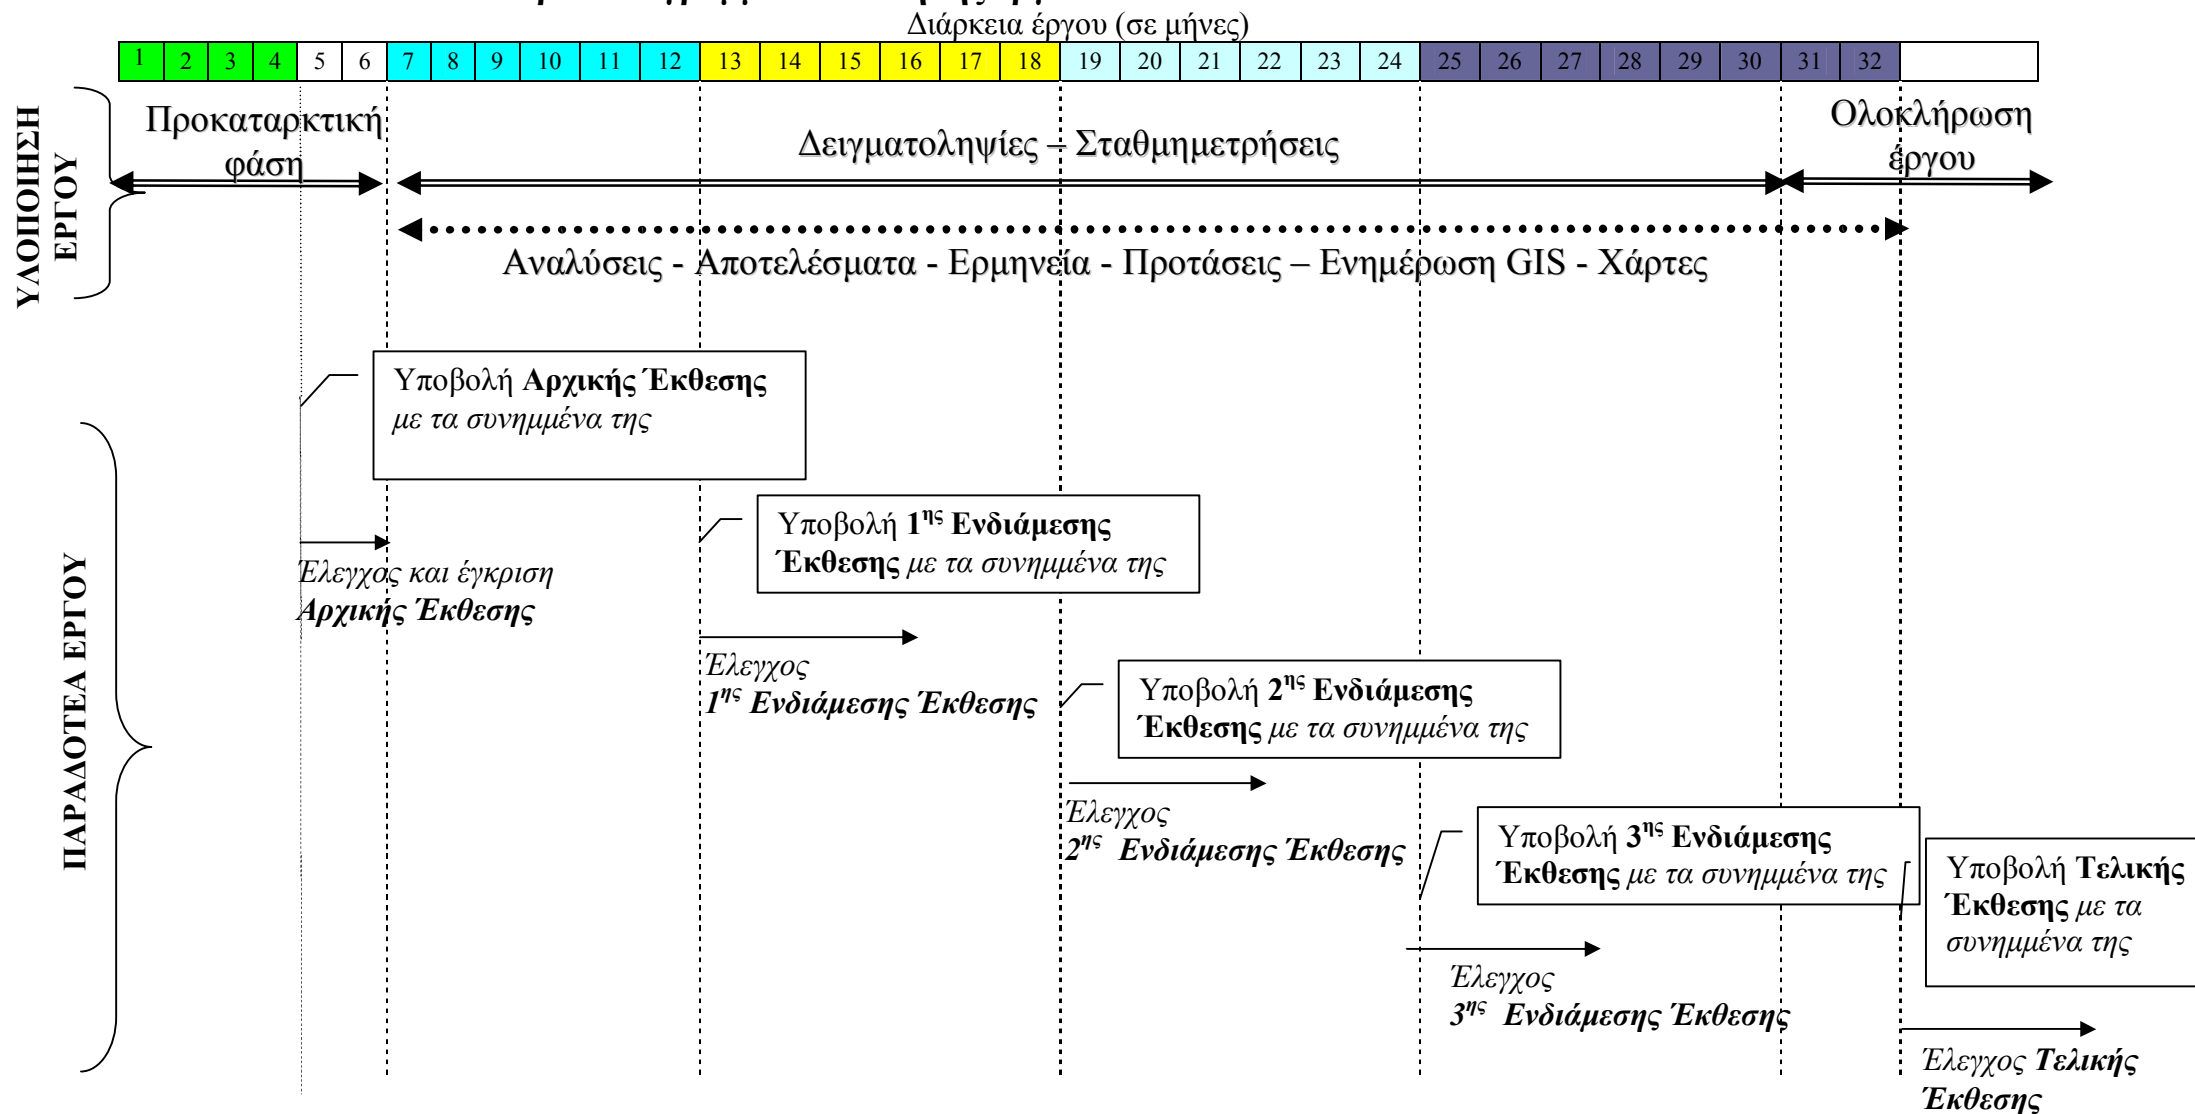 Διάρκεια έργου (σε μήνες)
1 2 3 4 5 6 7 8 9 10 11 12 13 14 15 16 17 18 19 20 21 22 23 24 25 26 27 28 29 30 31 32
ΥΛΟΠΟΙΗΣΗ
ΕΡΓΟΥ
Προκαταρκτική
φάση
Δειγματοληψίες – Σταθμημετρήσεις
Ολοκλήρωση
έργου
Αναλύσεις - Αποτελέσματα - Ερμηνεία - Προτάσεις – Ενημέρωση GIS - Χάρτες
ΠΑΡΑΔΟΤΕΑ ΕΡΓΟΥ
Υποβολή Αρχικής Έκθεσης
με τα συνημμένα της
Έλεγχος και έγκριση
Αρχικής Έκθεσης
Υποβολή 1ης Ενδιάμεσης
Έκθεσης με τα συνημμένα της
Έλεγχος
1ης Ενδιάμεσης Έκθεσης
Υποβολή 2ης Ενδιάμεσης
Έκθεσης με τα συνημμένα της
Έλεγχος
2ης Ενδιάμεσης Έκθεσης
Υποβολή 3ης Ενδιάμεσης
Έκθεσης με τα συνημμένα της
Έλεγχος
3ης Ενδιάμεσης Έκθεσης
Υποβολή Τελικής
Έκθεσης με τα
συνημμένα της
Έλεγχος Τελικής
Έκθεσης